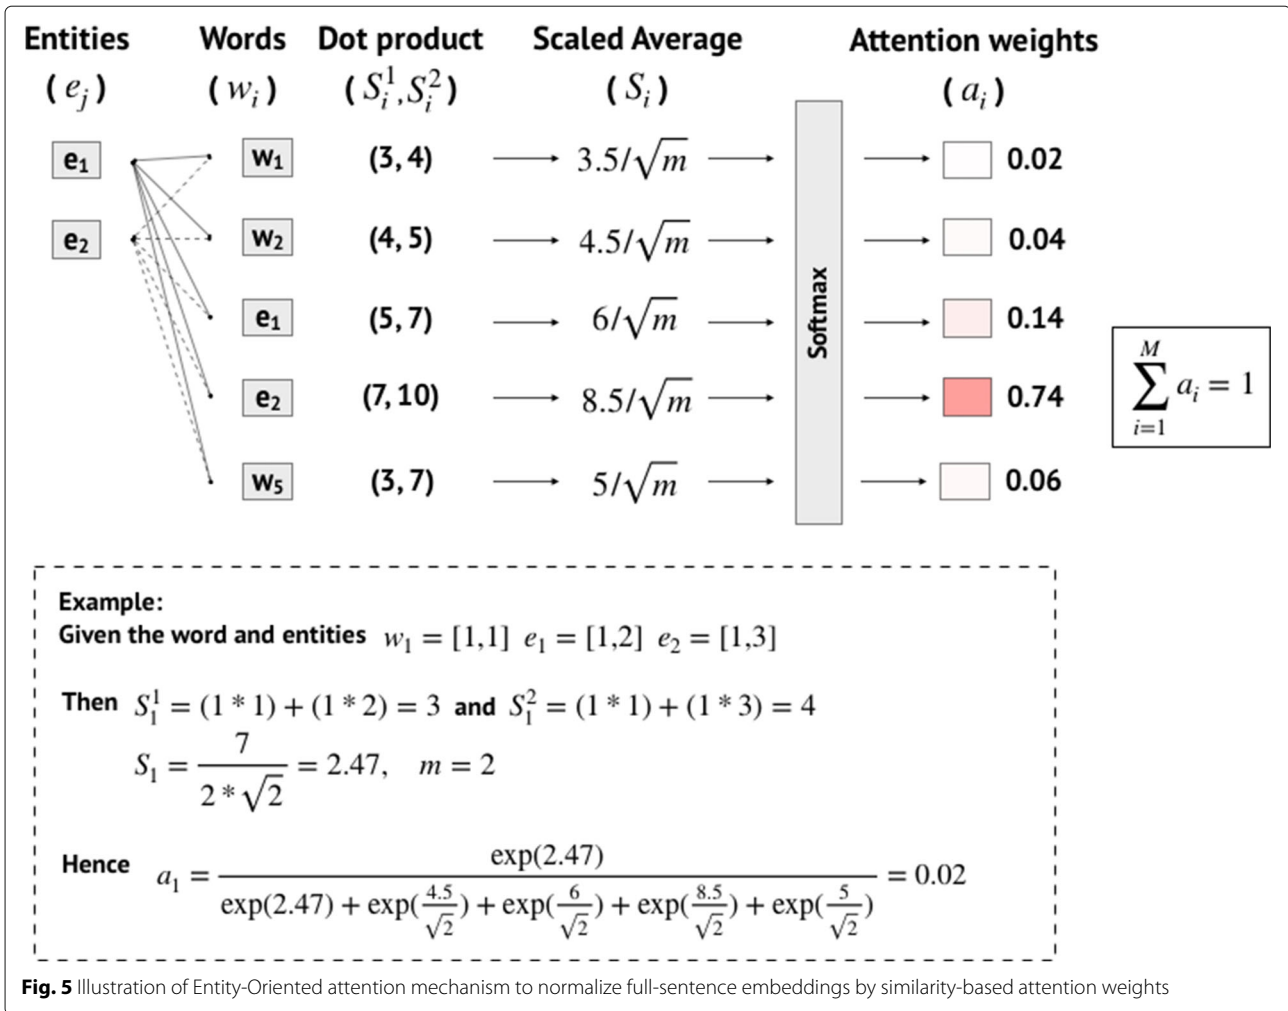 Entities Words Dot product Scaled Average Attention weights
(e_j) (w_i) (S_i^1,S_i^2) (S_i) (a_i)
e1 w1 (3, 4) 3.5/√m 0.02
e2 w2 (4, 5) 4.5/√m 0.04
e1 (5, 7) 6/√m 0.14
e2 (7, 10) 8.5/√m 0.74
w5 (3, 7) 5/√m 0.06
Softmax
M
∑ a_i = 1
i=1
Example:
Given the word and entities w_1 = [1,1] e_1 = [1,2] e_2 = [1,3]
Then S_1^1 = (1 * 1) + (1 * 2) = 3 and S_1^2 = (1 * 1) + (1 * 3) = 4
S_1 = 7 / (2 * √2) = 2.47, m = 2
Hence a_1 = exp(2.47) / (exp(2.47) + exp(4.5/√2) + exp(6/√2) + exp(8.5/√2) + exp(5/√2)) = 0.02
Fig. 5 Illustration of Entity-Oriented attention mechanism to normalize full-sentence embeddings by similarity-based attention weights